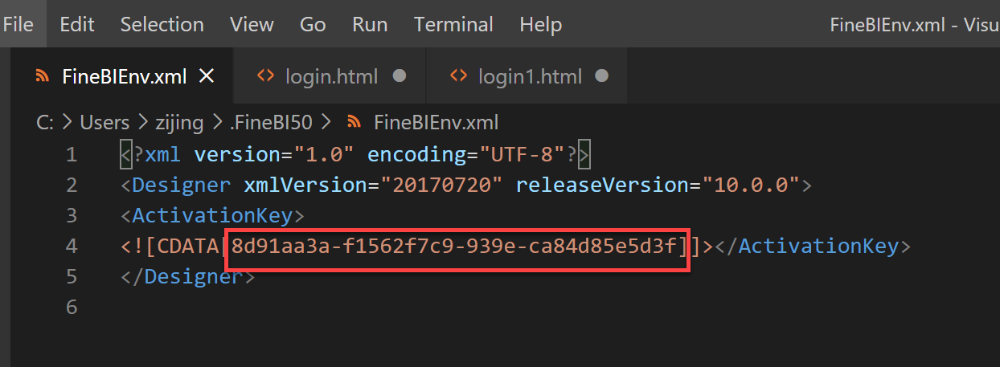 File Edit Selection View Go Run Terminal Help FineBIEnv.xml - Visu
FineBIEnv.xml login.html login1.html
C: > Users > zijing > .FineBI50 > FineBIEnv.xml
1 <?xml version="1.0" encoding="UTF-8"?>
2 <Designer xmlVersion="20170720" releaseVersion="10.0.0">
3 <ActivationKey>
4 <![CDATA[8d91aa3a-f1562f7c9-939e-ca84d85e5d3f]]></ActivationKey>
5 </Designer>
6